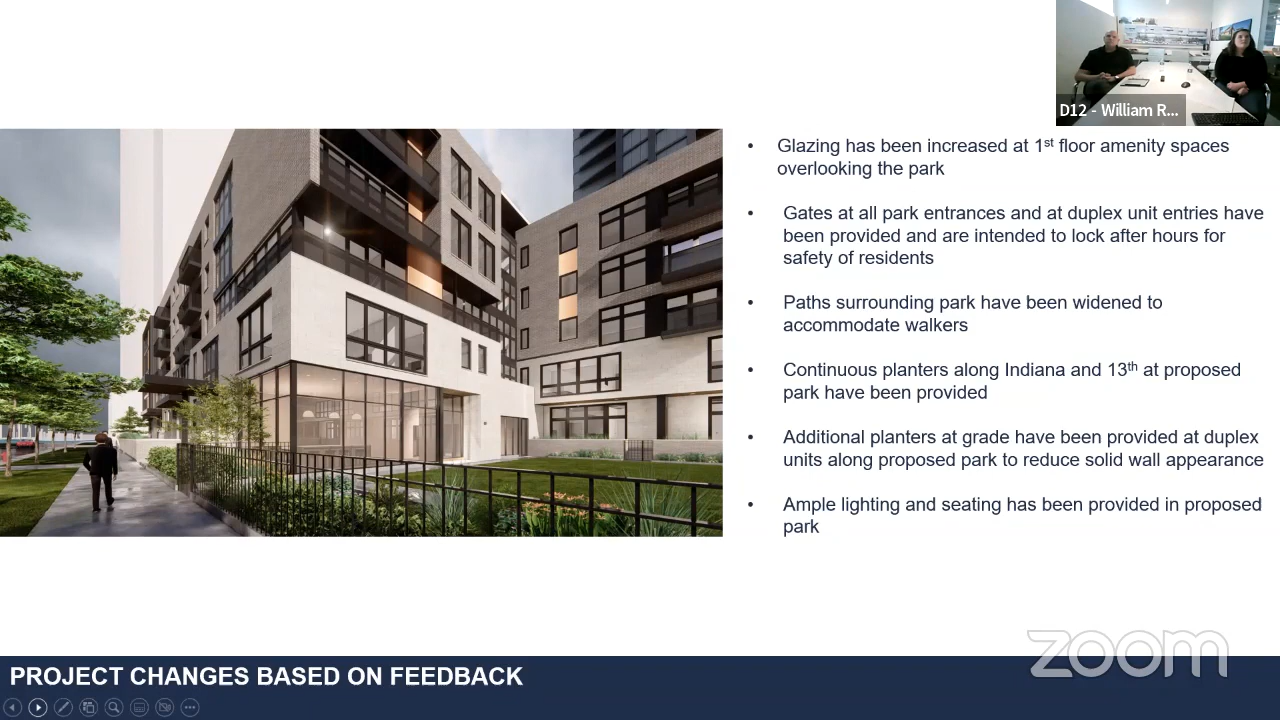 D12 - William R...
• Glazing has been increased at 1st floor amenity spaces
overlooking the park
• Gates at all park entrances and at duplex unit entries have
been provided and are intended to lock after hours for
safety of residents
• Paths surrounding park have been widened to
accommodate walkers
• Continuous planters along Indiana and 13th at proposed
park have been provided
• Additional planters at grade have been provided at duplex
units along proposed park to reduce solid wall appearance
• Ample lighting and seating has been provided in proposed
park
zoom
PROJECT CHANGES BASED ON FEEDBACK